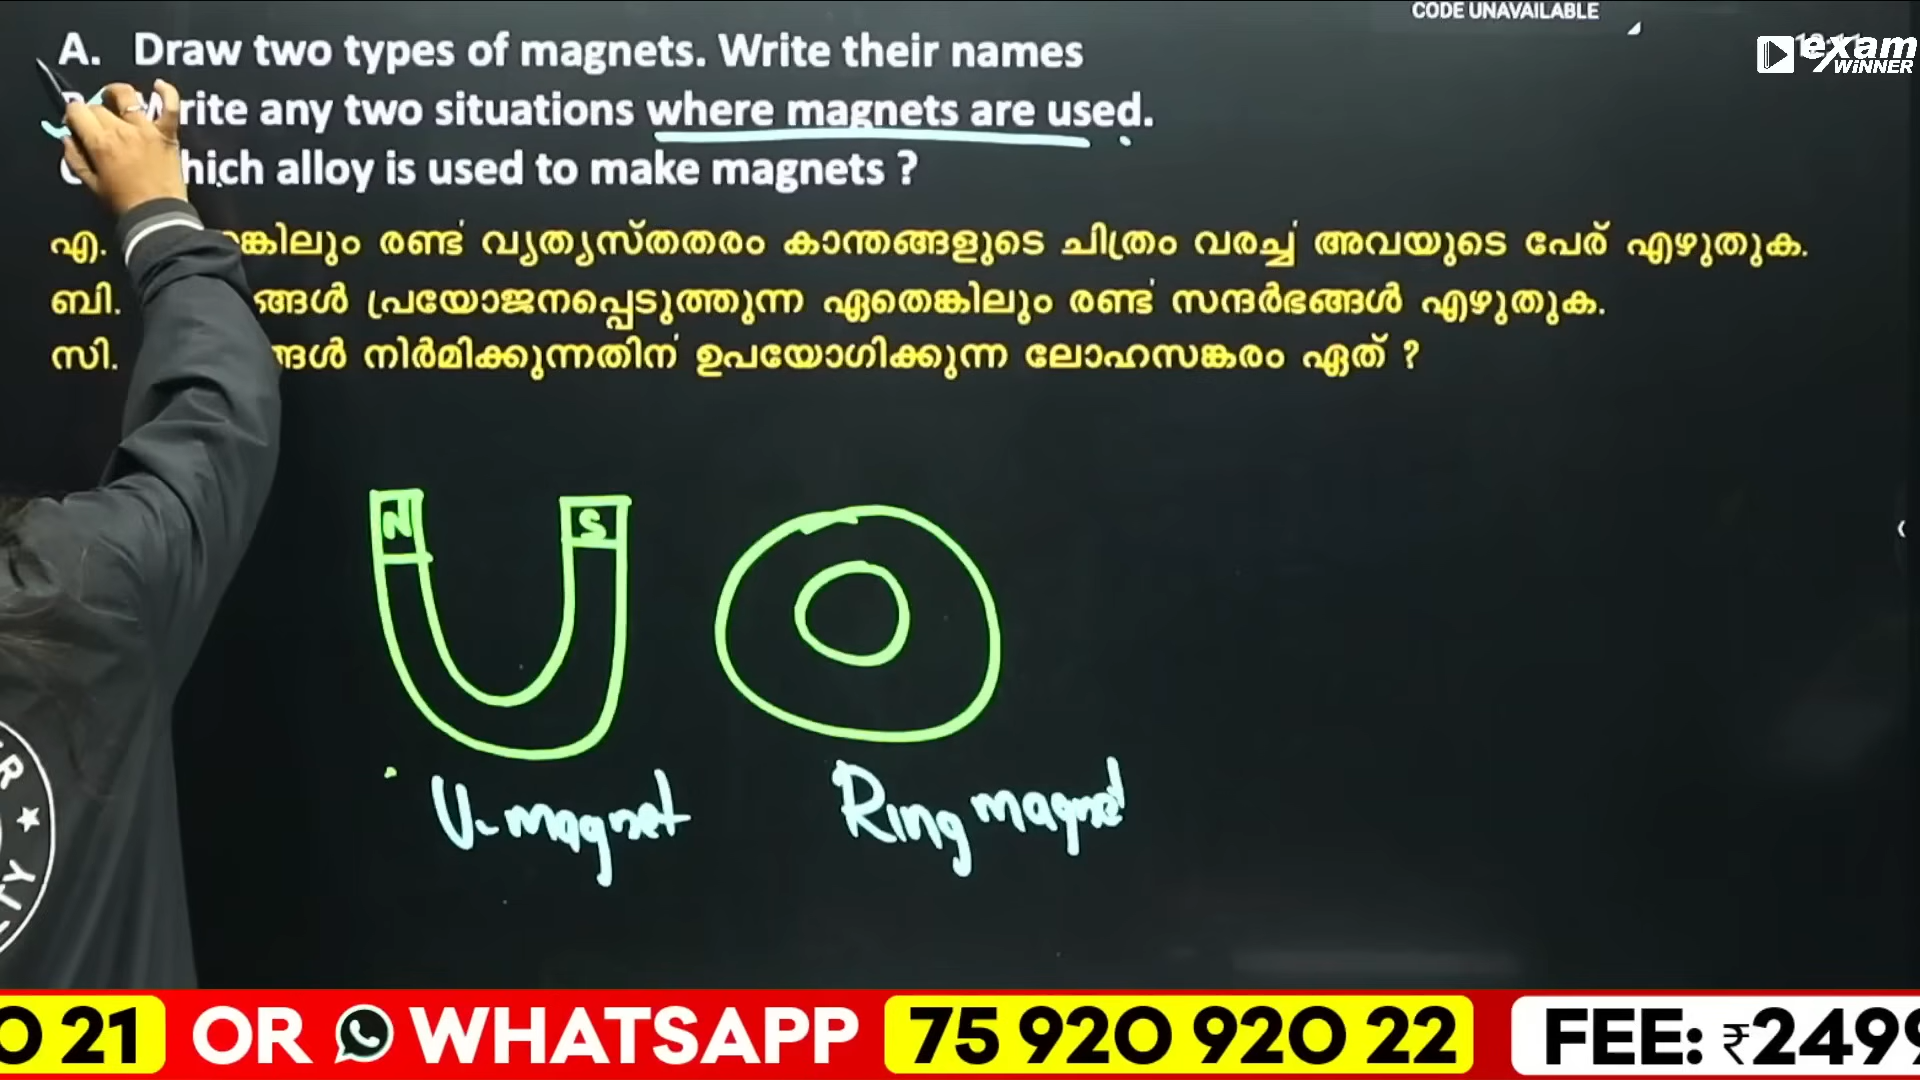 CODE UNAVAILABLE
exam WiNNER
A. Draw two types of magnets. Write their names
rite any two situations where magnets are used.
hich alloy is used to make magnets ?
എ. ങ്കിലും രണ്ട് വ്യത്യസ്തതരം കാന്തങ്ങളുടെ ചിത്രം വരച്ച് അവയുടെ പേര് എഴുതുക.
ബി. ങ്ങൾ പ്രയോജനപ്പെടുത്തുന്ന ഏതെങ്കിലും രണ്ട് സന്ദർഭങ്ങൾ എഴുതുക.
സി. ങ്ങൾ നിർമിക്കുന്നതിന് ഉപയോഗിക്കുന്ന ലോഹസങ്കരം ഏത് ?
N S
U-magnet Ring magnet
0 21 OR WHATSAPP 75 920 920 22 FEE: ₹2499